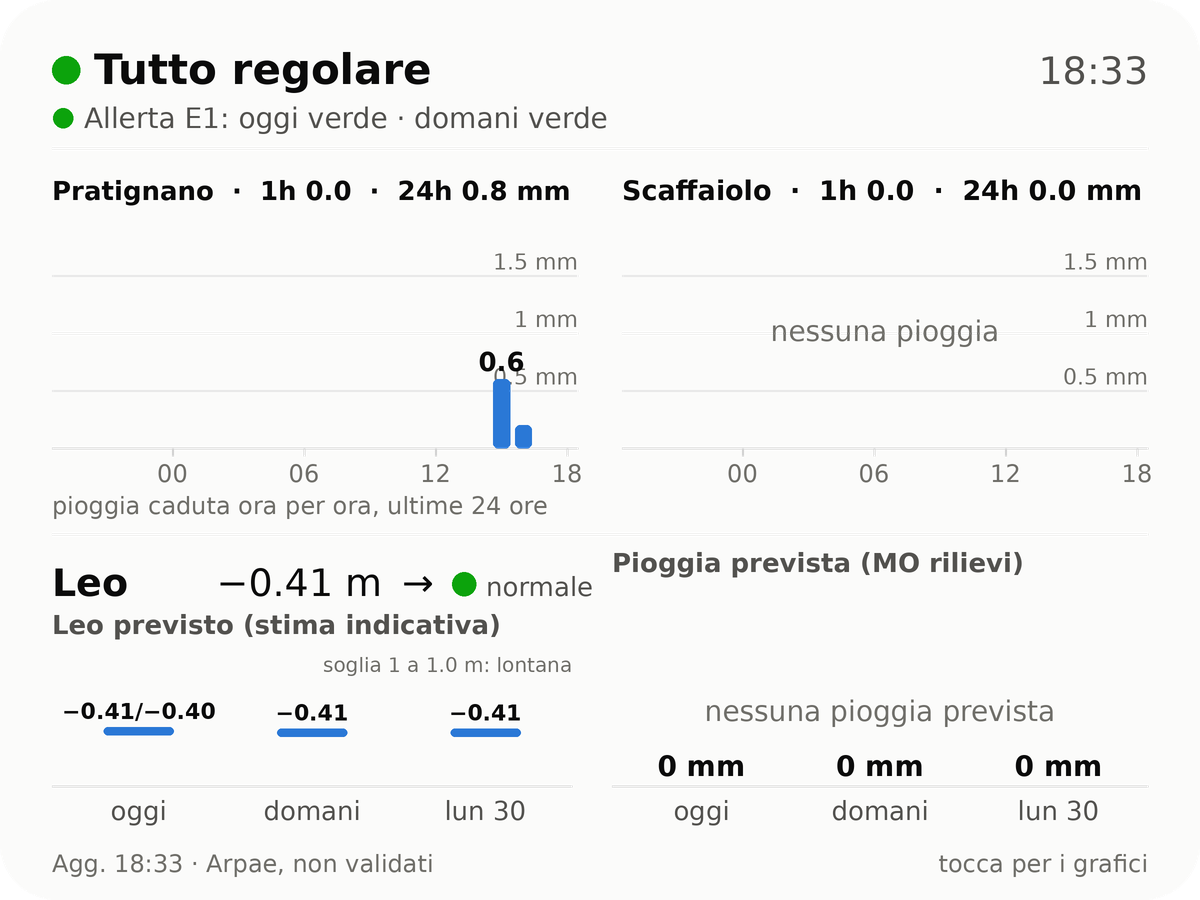 Tutto regolare
18:33
Allerta E1: oggi verde · domani verde
Pratignano · 1h 0.0 · 24h 0.8 mm
1.5 mm
1 mm
0.5 mm
0.6
00 06 12 18
pioggia caduta ora per ora, ultime 24 ore
Scaffaiolo · 1h 0.0 · 24h 0.0 mm
1.5 mm
1 mm
0.5 mm
nessuna pioggia
00 06 12 18
Leo −0.41 m → normale
Leo previsto (stima indicativa)
soglia 1 a 1.0 m: lontana
−0.41/−0.40 −0.41 −0.41
oggi domani lun 30
Pioggia prevista (MO rilievi)
nessuna pioggia prevista
0 mm 0 mm 0 mm
oggi domani lun 30
Agg. 18:33 · Arpae, non validati
tocca per i grafici